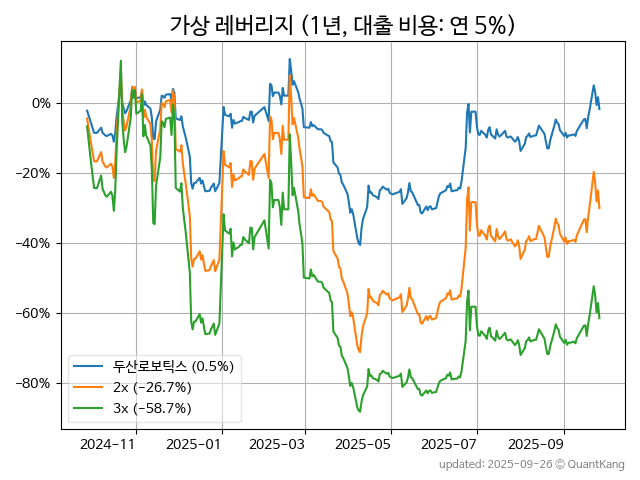 가상 레버리지 (1년, 대출 비용: 연 5%)
0%
−20%
−40%
−60%
−80%
두산로보틱스 (0.5%)
2x (-26.7%)
3x (-58.7%)
2024-11
2025-01
2025-03
2025-05
2025-07
2025-09
updated: 2025-09-26 © QuantKang